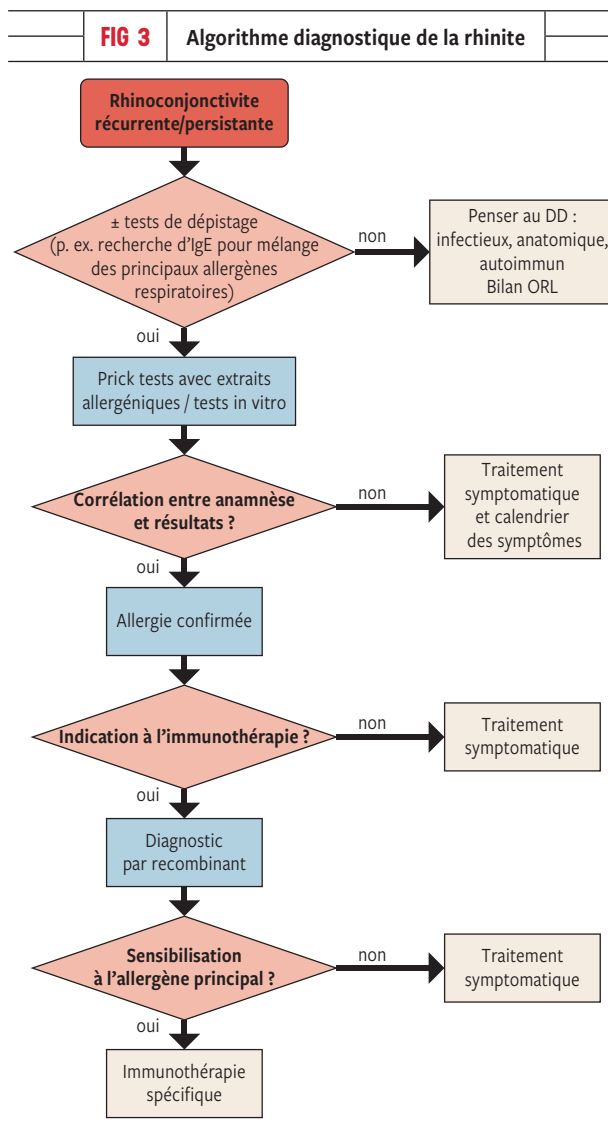 FIG 3
Algorithme diagnostique de la rhinite
Rhinoconjonctivite
récurrente/persistante
± tests de dépistage
(p. ex. recherche d'IgE pour mélange
des principaux allergènes
respiratoires)
non
Penser au DD :
infectieux, anatomique,
autoimmun
Bilan ORL
oui
Prick tests avec extraits
allergéniques / tests in vitro
Corrélation entre anamnèse
et résultats ?
non
Traitement
symptomatique
et calendrier
des symptômes
oui
Allergie confirmée
Indication à l'immunothérapie ?
non
Traitement
symptomatique
oui
Diagnostic
par recombinant
Sensibilisation
à l'allergène principal ?
non
Traitement
symptomatique
oui
Immunothérapie
spécifique